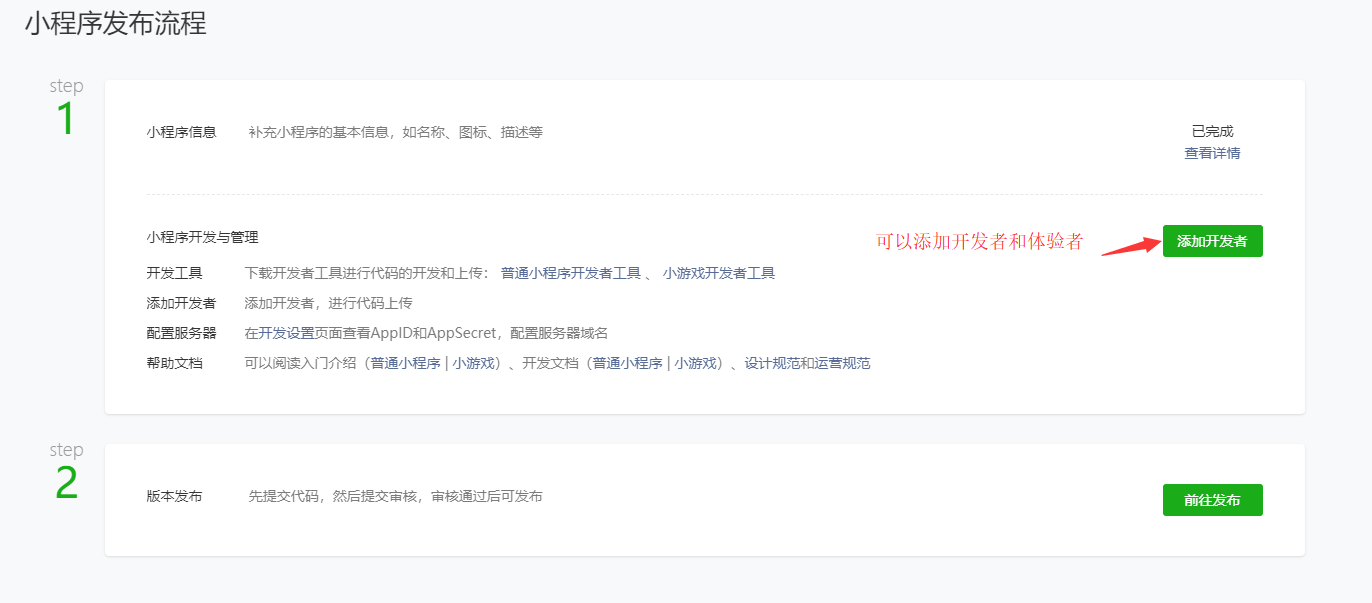 小程序发布流程
step
1
小程序信息 补充小程序的基本信息，如名称、图标、描述等 已完成
查看详情
小程序开发与管理 可以添加开发者和体验者 添加开发者
开发工具 下载开发者工具进行代码的开发和上传： 普通小程序开发者工具 、 小游戏开发者工具
添加开发者 添加开发者，进行代码上传
配置服务器 在开发设置页面查看AppID和AppSecret，配置服务器域名
帮助文档 可以阅读入门介绍（普通小程序 | 小游戏）、开发文档（普通小程序 | 小游戏）、设计规范和运营规范
step
2
版本发布 先提交代码，然后提交审核，审核通过后可发布 前往发布